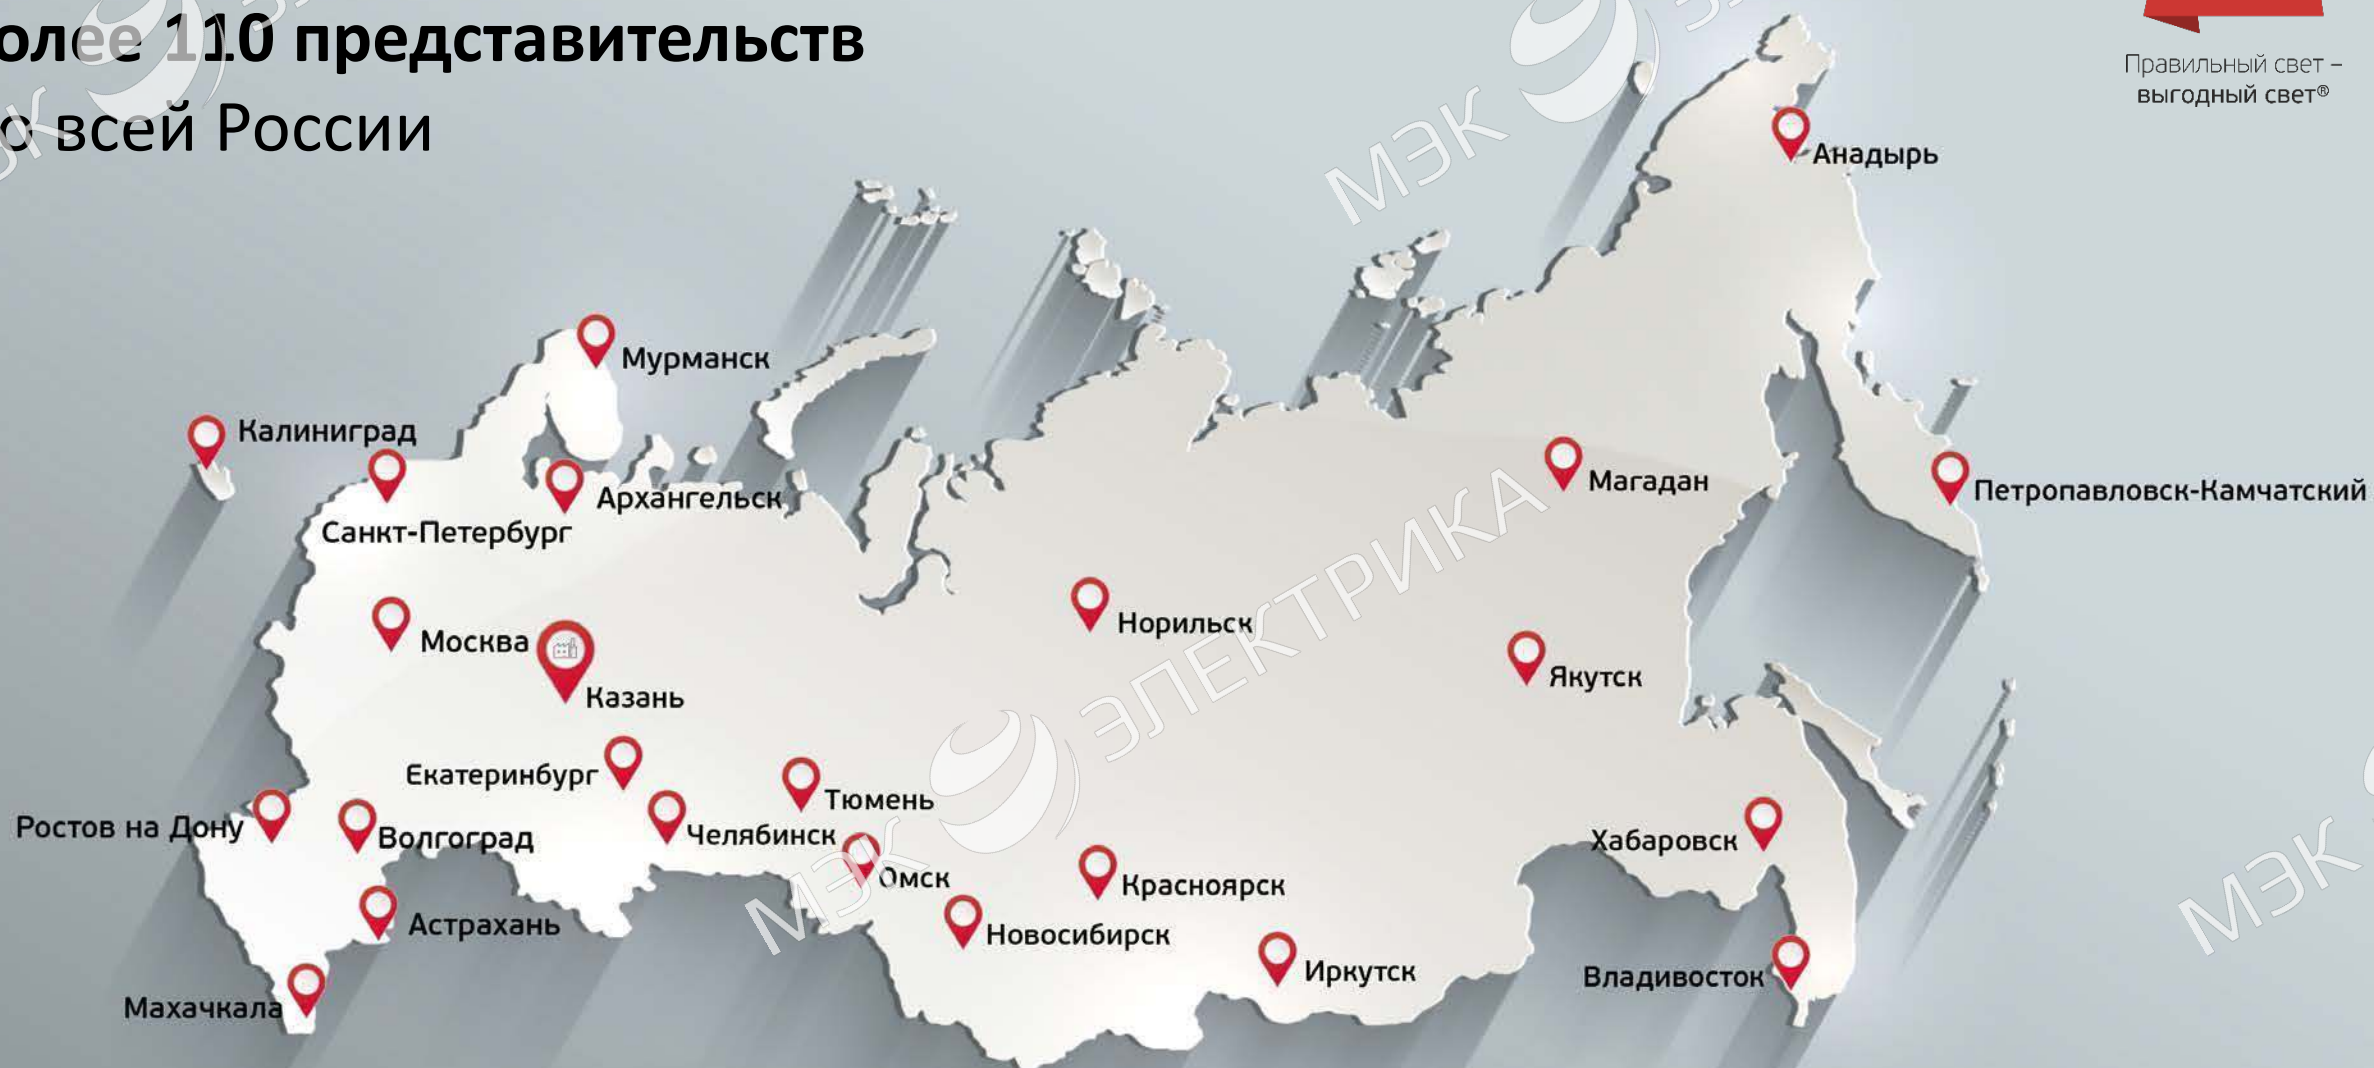 олее 110 представительств
о всей России
Правильный свет –
выгодный свет®
Анадырь
Мурманск
Калининград
Архангельск
Санкт-Петербург
Магадан
Петропавловск-Камчатский
Норильск
Москва
Якутск
Казань
Екатеринбург
Тюмень
Ростов на Дону
Волгоград
Челябинск
Хабаровск
Омск
Красноярск
Астрахань
Новосибирск
Иркутск
Владивосток
Махачкала
МЭК
МЭК ЭЛЕКТРИКА
МЭК